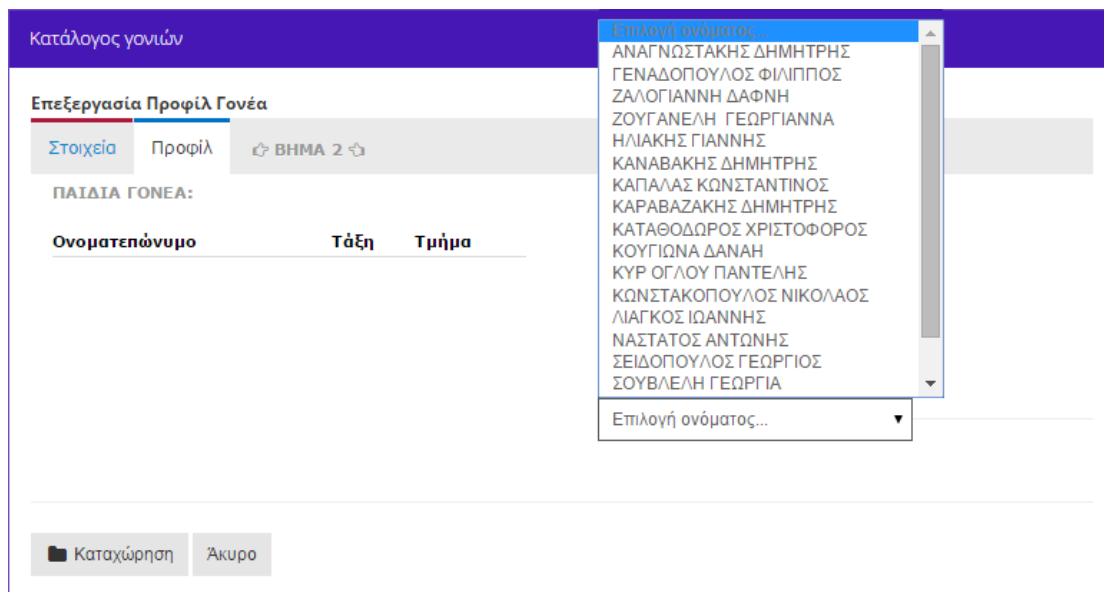 Κατάλογος γονιών
Επεξεργασία Προφίλ Γονέα
Στοιχεία Προφίλ ΒΗΜΑ 2
ΠΑΙΔΙΑ ΓΟΝΕΑ:
Ονοματεπώνυμο Τάξη Τμήμα
Επιλογή ονόματος...
ΑΝΑΓΝΩΣΤΑΚΗΣ ΔΗΜΗΤΡΗΣ
ΓΕΝΑΔΟΠΟΥΛΟΣ ΦΙΛΙΠΠΟΣ
ΖΑΛΟΓΙΑΝΝΗ ΔΑΦΝΗ
ΖΟΥΓΑΝΕΛΗ ΓΕΩΡΓΙΑΝΝΑ
ΗΛΙΑΚΗΣ ΓΙΑΝΝΗΣ
ΚΑΝΑΒΑΚΗΣ ΔΗΜΗΤΡΗΣ
ΚΑΠΑΛΑΣ ΚΩΝΣΤΑΝΤΙΝΟΣ
ΚΑΡΑΒΑΖΑΚΗΣ ΔΗΜΗΤΡΗΣ
ΚΑΤΑΘΟΔΩΡΟΣ ΧΡΙΣΤΟΦΟΡΟΣ
ΚΟΥΓΙΩΝΑ ΔΑΝΑΗ
ΚΥΡ ΟΓΛΟΥ ΠΑΝΤΕΛΗΣ
ΚΩΝΣΤΑΚΟΠΟΥΛΟΣ ΝΙΚΟΛΑΟΣ
ΛΙΑΓΚΟΣ ΙΩΑΝΝΗΣ
ΝΑΣΤΑΤΟΣ ΑΝΤΩΝΗΣ
ΣΕΙΔΟΠΟΥΛΟΣ ΓΕΩΡΓΙΟΣ
ΣΟΥΒΛΕΛΗ ΓΕΩΡΓΙΑ
Επιλογή ονόματος...
Καταχώρηση Άκυρο